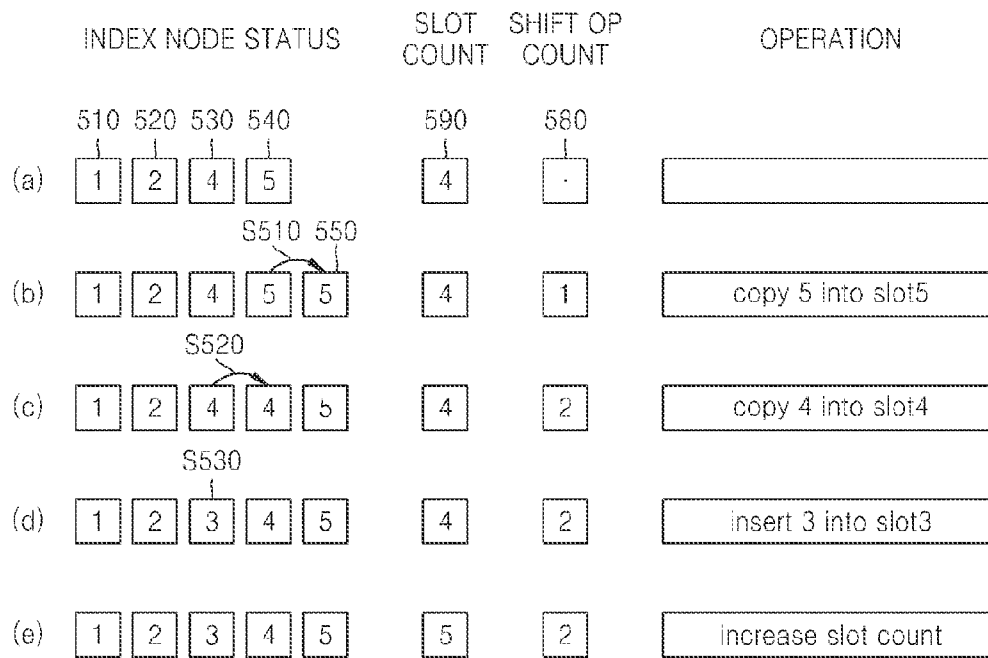 INDEX NODE STATUS SLOT COUNT SHIFT OP COUNT OPERATION
510 520 530 540 590 580
(a) 1 2 4 5 4 ·
S510 550
(b) 1 2 4 5 5 4 1 copy 5 into slot5
S520
(c) 1 2 4 4 5 4 2 copy 4 into slot4
S530
(d) 1 2 3 4 5 4 2 insert 3 into slot3
(e) 1 2 3 4 5 5 2 increase slot count